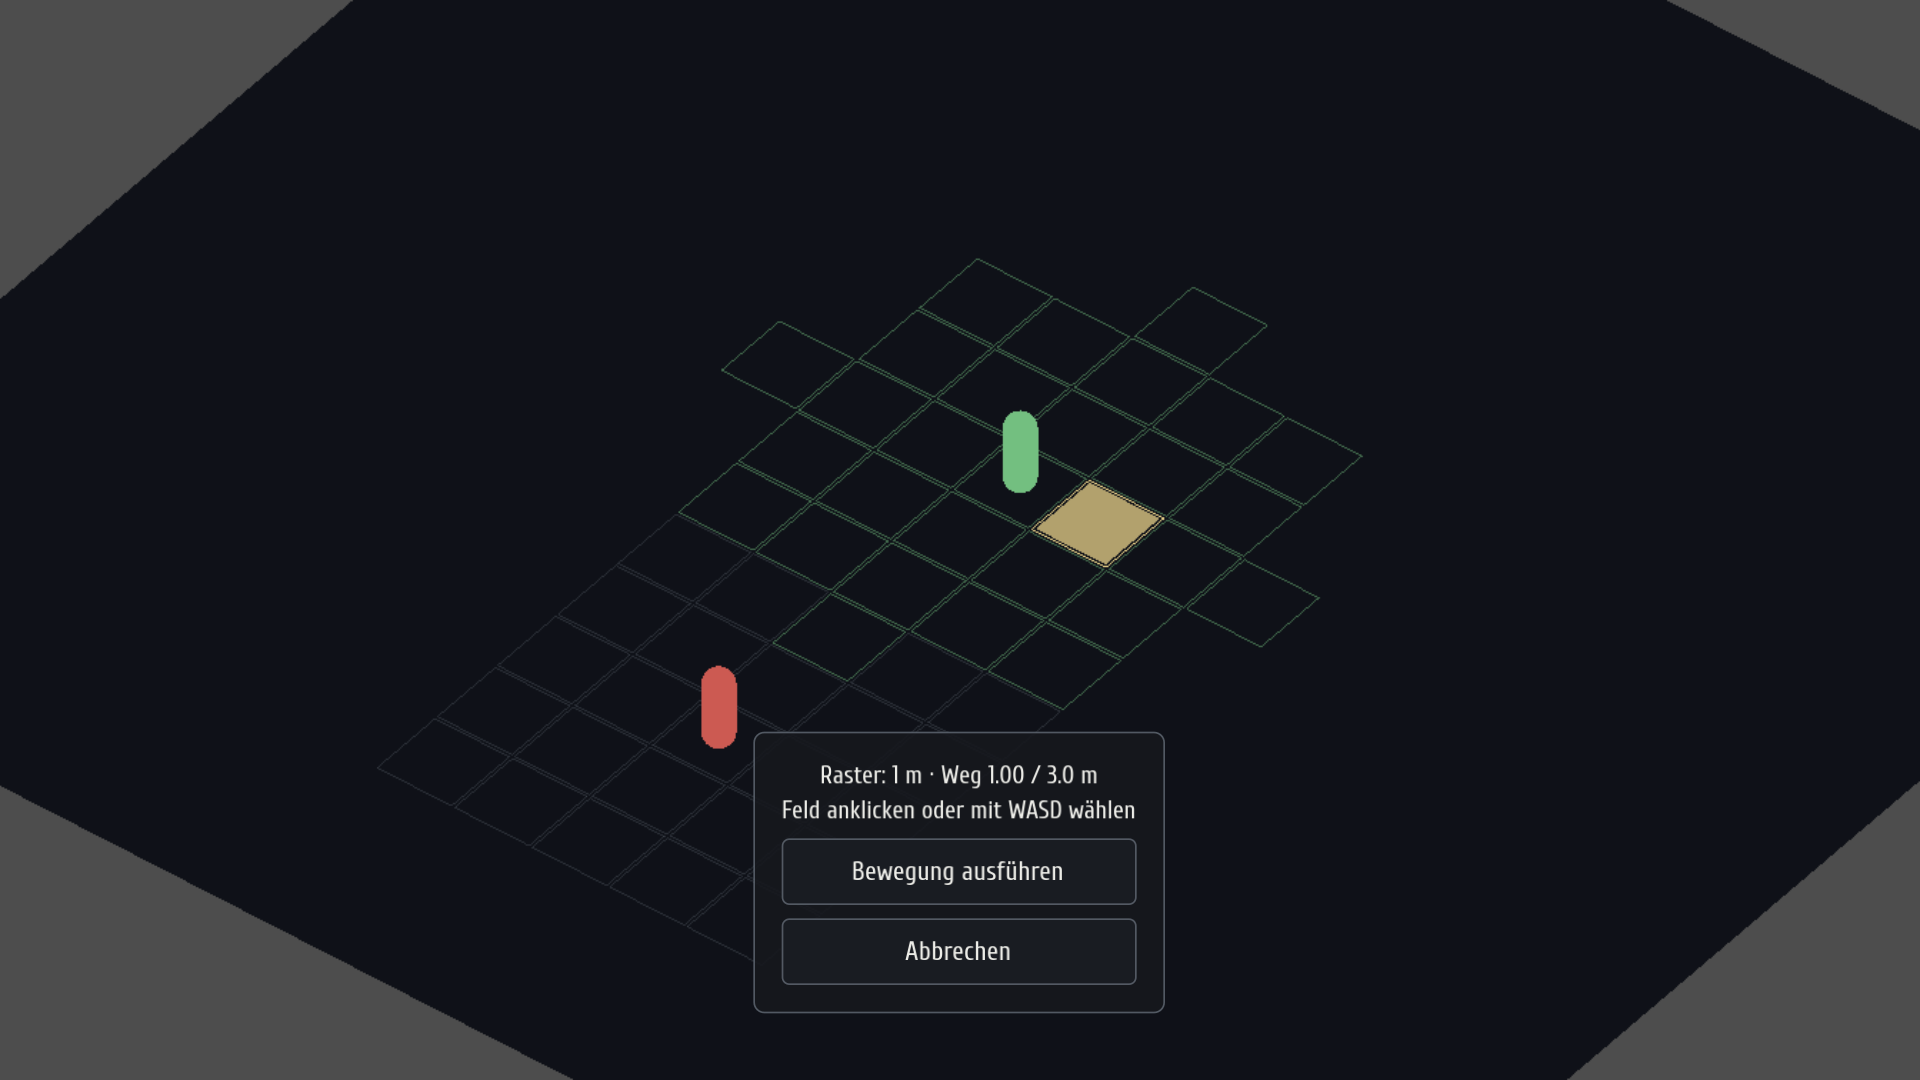 Raster: 1 m · Weg 1.00 / 3.0 m
Feld anklicken oder mit WASD wählen
Bewegung ausführen
Abbrechen